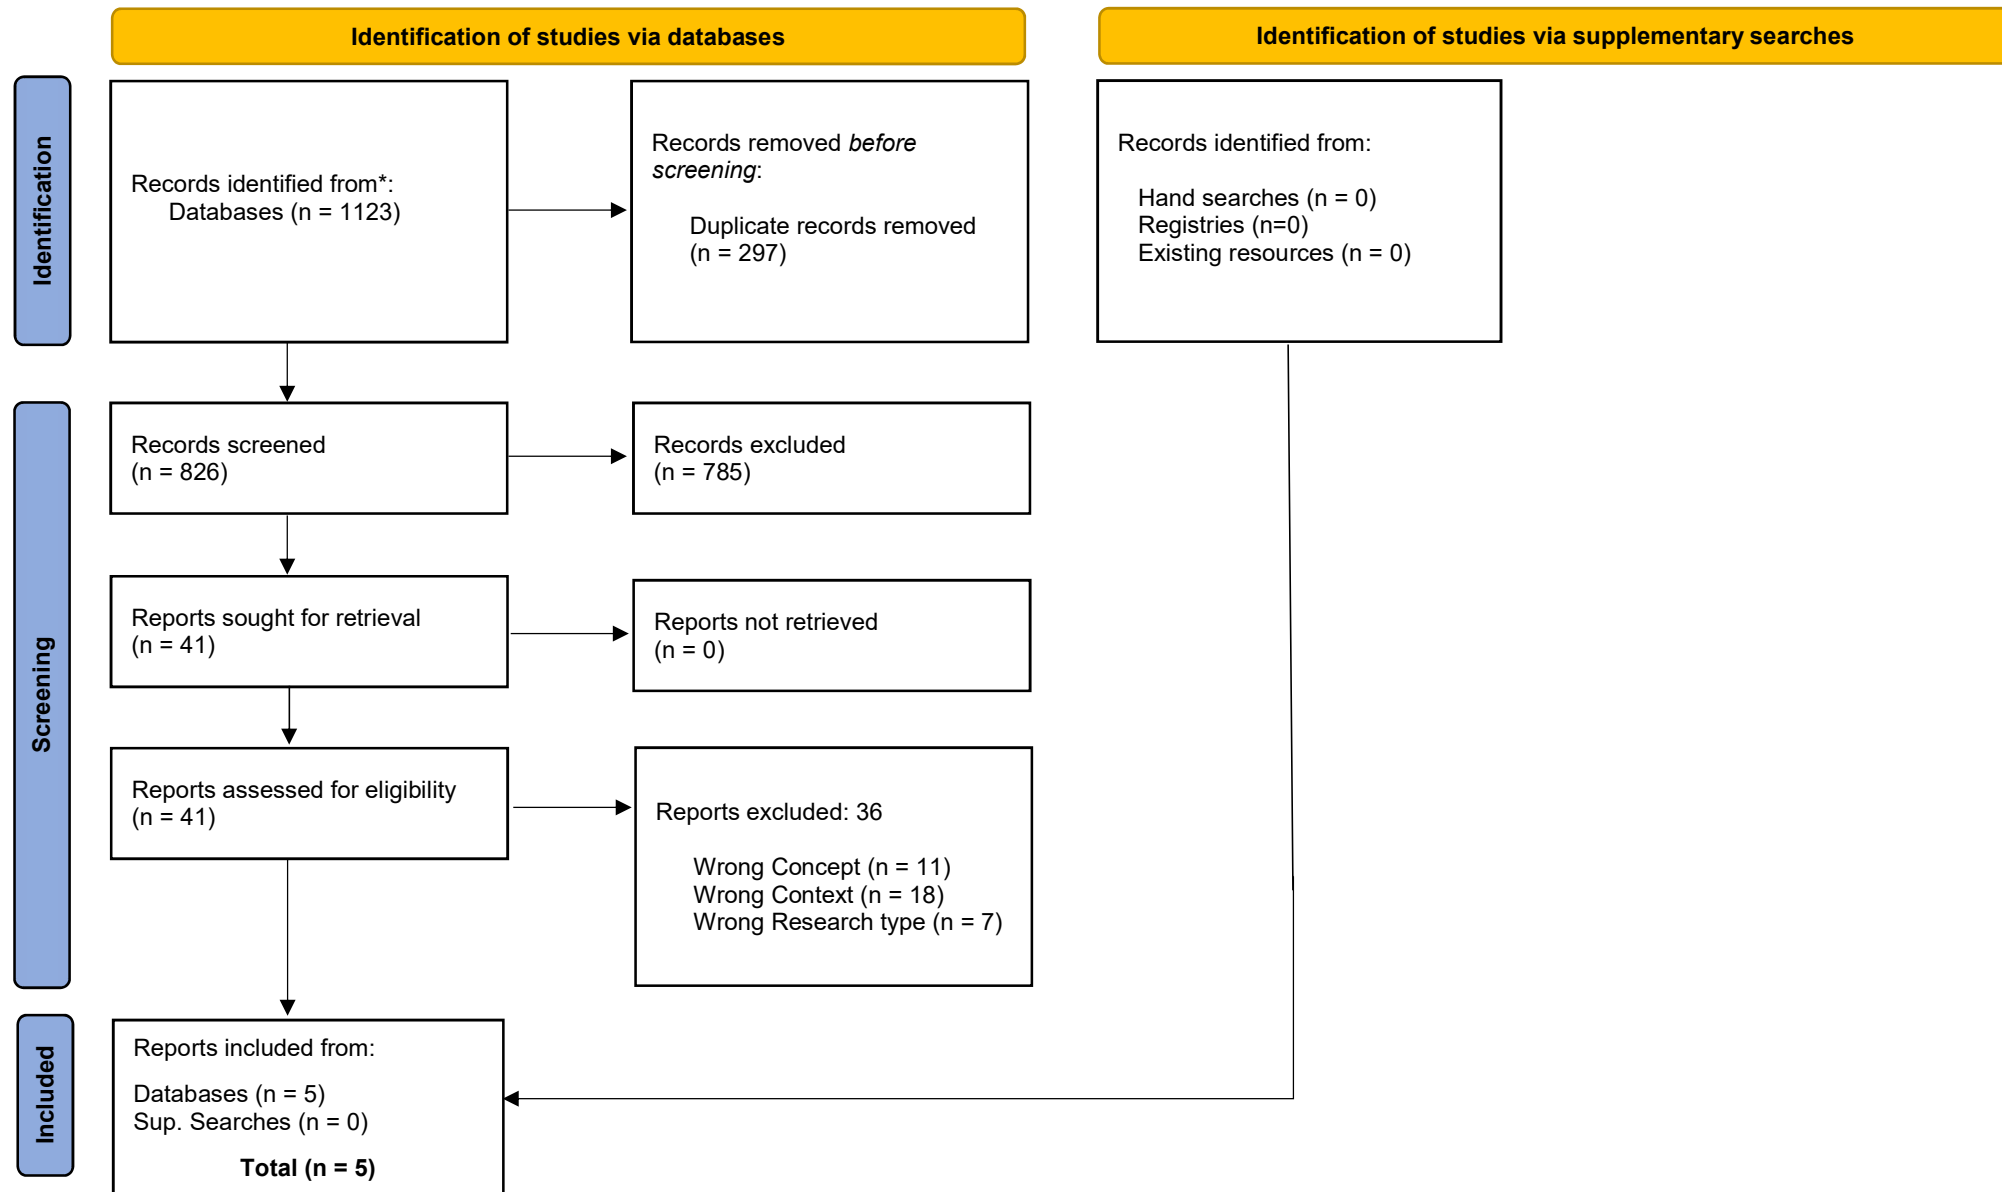 Identification of studies via databases
Identification of studies via supplementary searches
Identification
Records identified from*:
Databases (n = 1123)
Records removed before
screening:
Duplicate records removed
(n = 297)
Records identified from:
Hand searches (n = 0)
Registries (n=0)
Existing resources (n = 0)
Screening
Records screened
(n = 826)
Records excluded
(n = 785)
Reports sought for retrieval
(n = 41)
Reports not retrieved
(n = 0)
Reports assessed for eligibility
(n = 41)
Reports excluded: 36
Wrong Concept (n = 11)
Wrong Context (n = 18)
Wrong Research type (n = 7)
Included
Reports included from:
Databases (n = 5)
Sup. Searches (n = 0)
Total (n = 5)